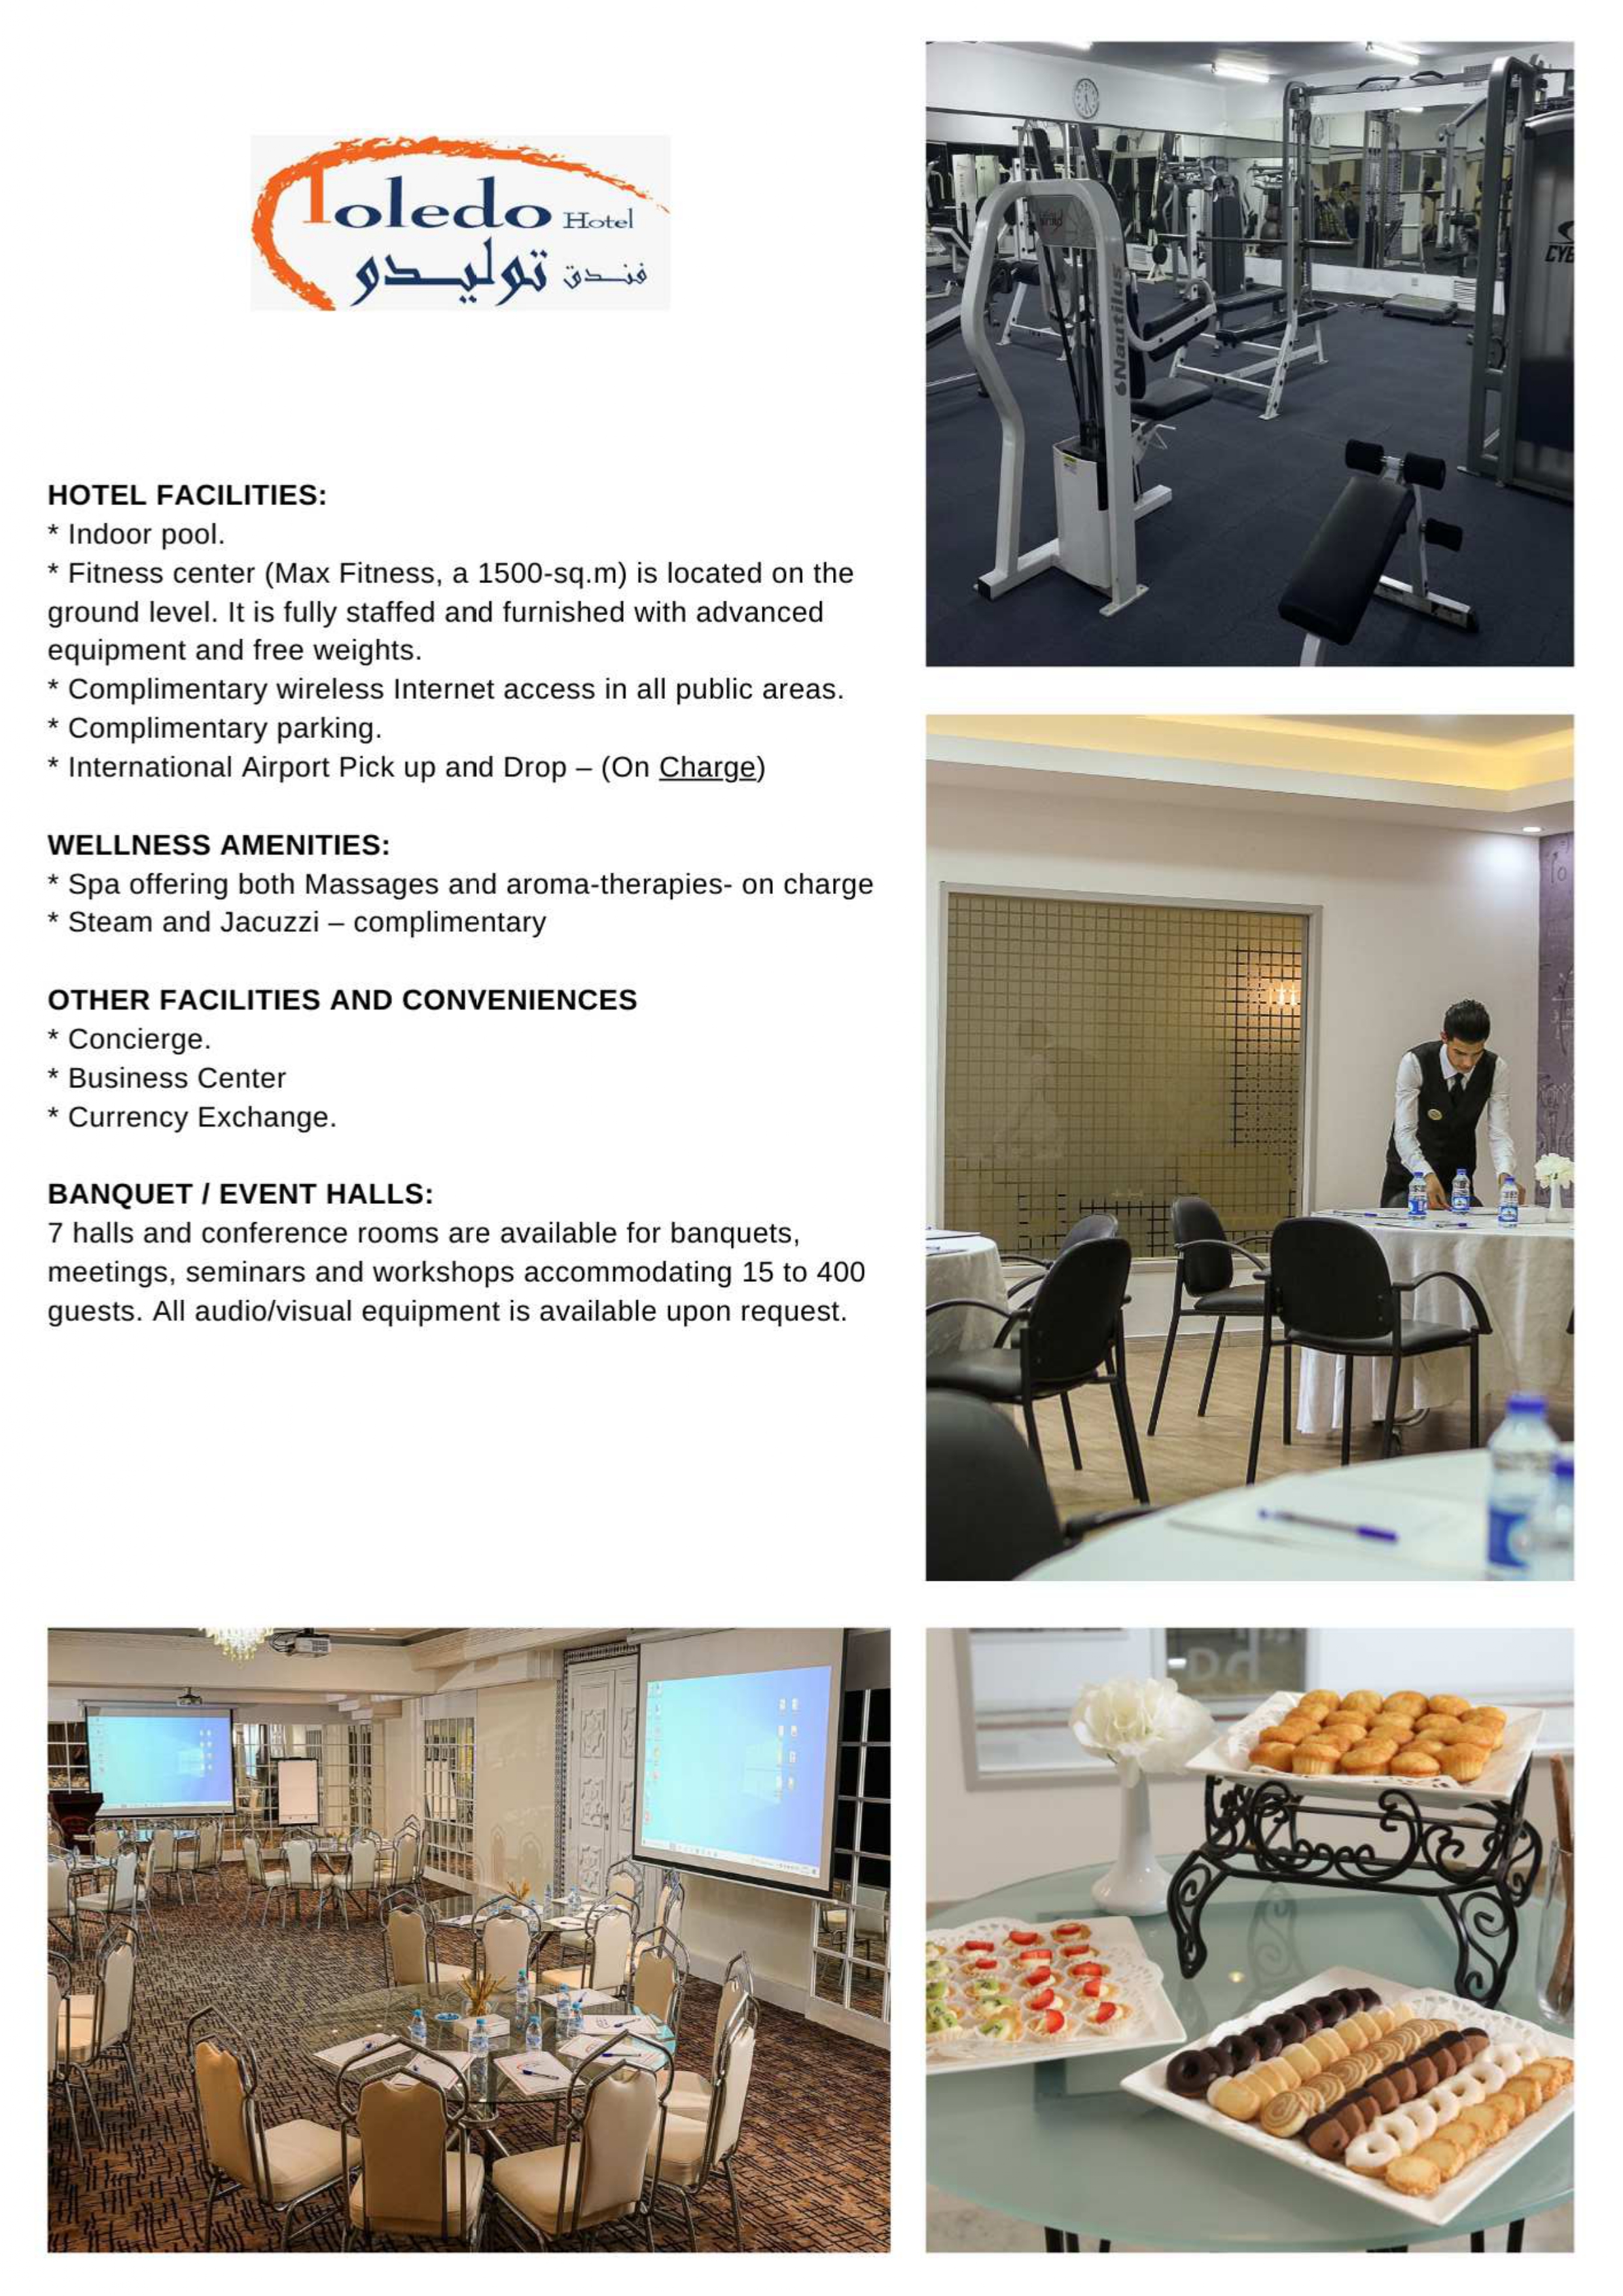 Toledo Hotel
فندق توليدو
HOTEL FACILITIES:
* Indoor pool.
* Fitness center (Max Fitness, a 1500-sq.m) is located on the
ground level. It is fully staffed and furnished with advanced
equipment and free weights.
* Complimentary wireless Internet access in all public areas.
* Complimentary parking.
* International Airport Pick up and Drop – (On Charge)
WELLNESS AMENITIES:
* Spa offering both Massages and aroma-therapies- on charge
* Steam and Jacuzzi – complimentary
OTHER FACILITIES AND CONVENIENCES
* Concierge.
* Business Center
* Currency Exchange.
BANQUET / EVENT HALLS:
7 halls and conference rooms are available for banquets,
meetings, seminars and workshops accommodating 15 to 400
guests. All audio/visual equipment is available upon request.
Nautilus